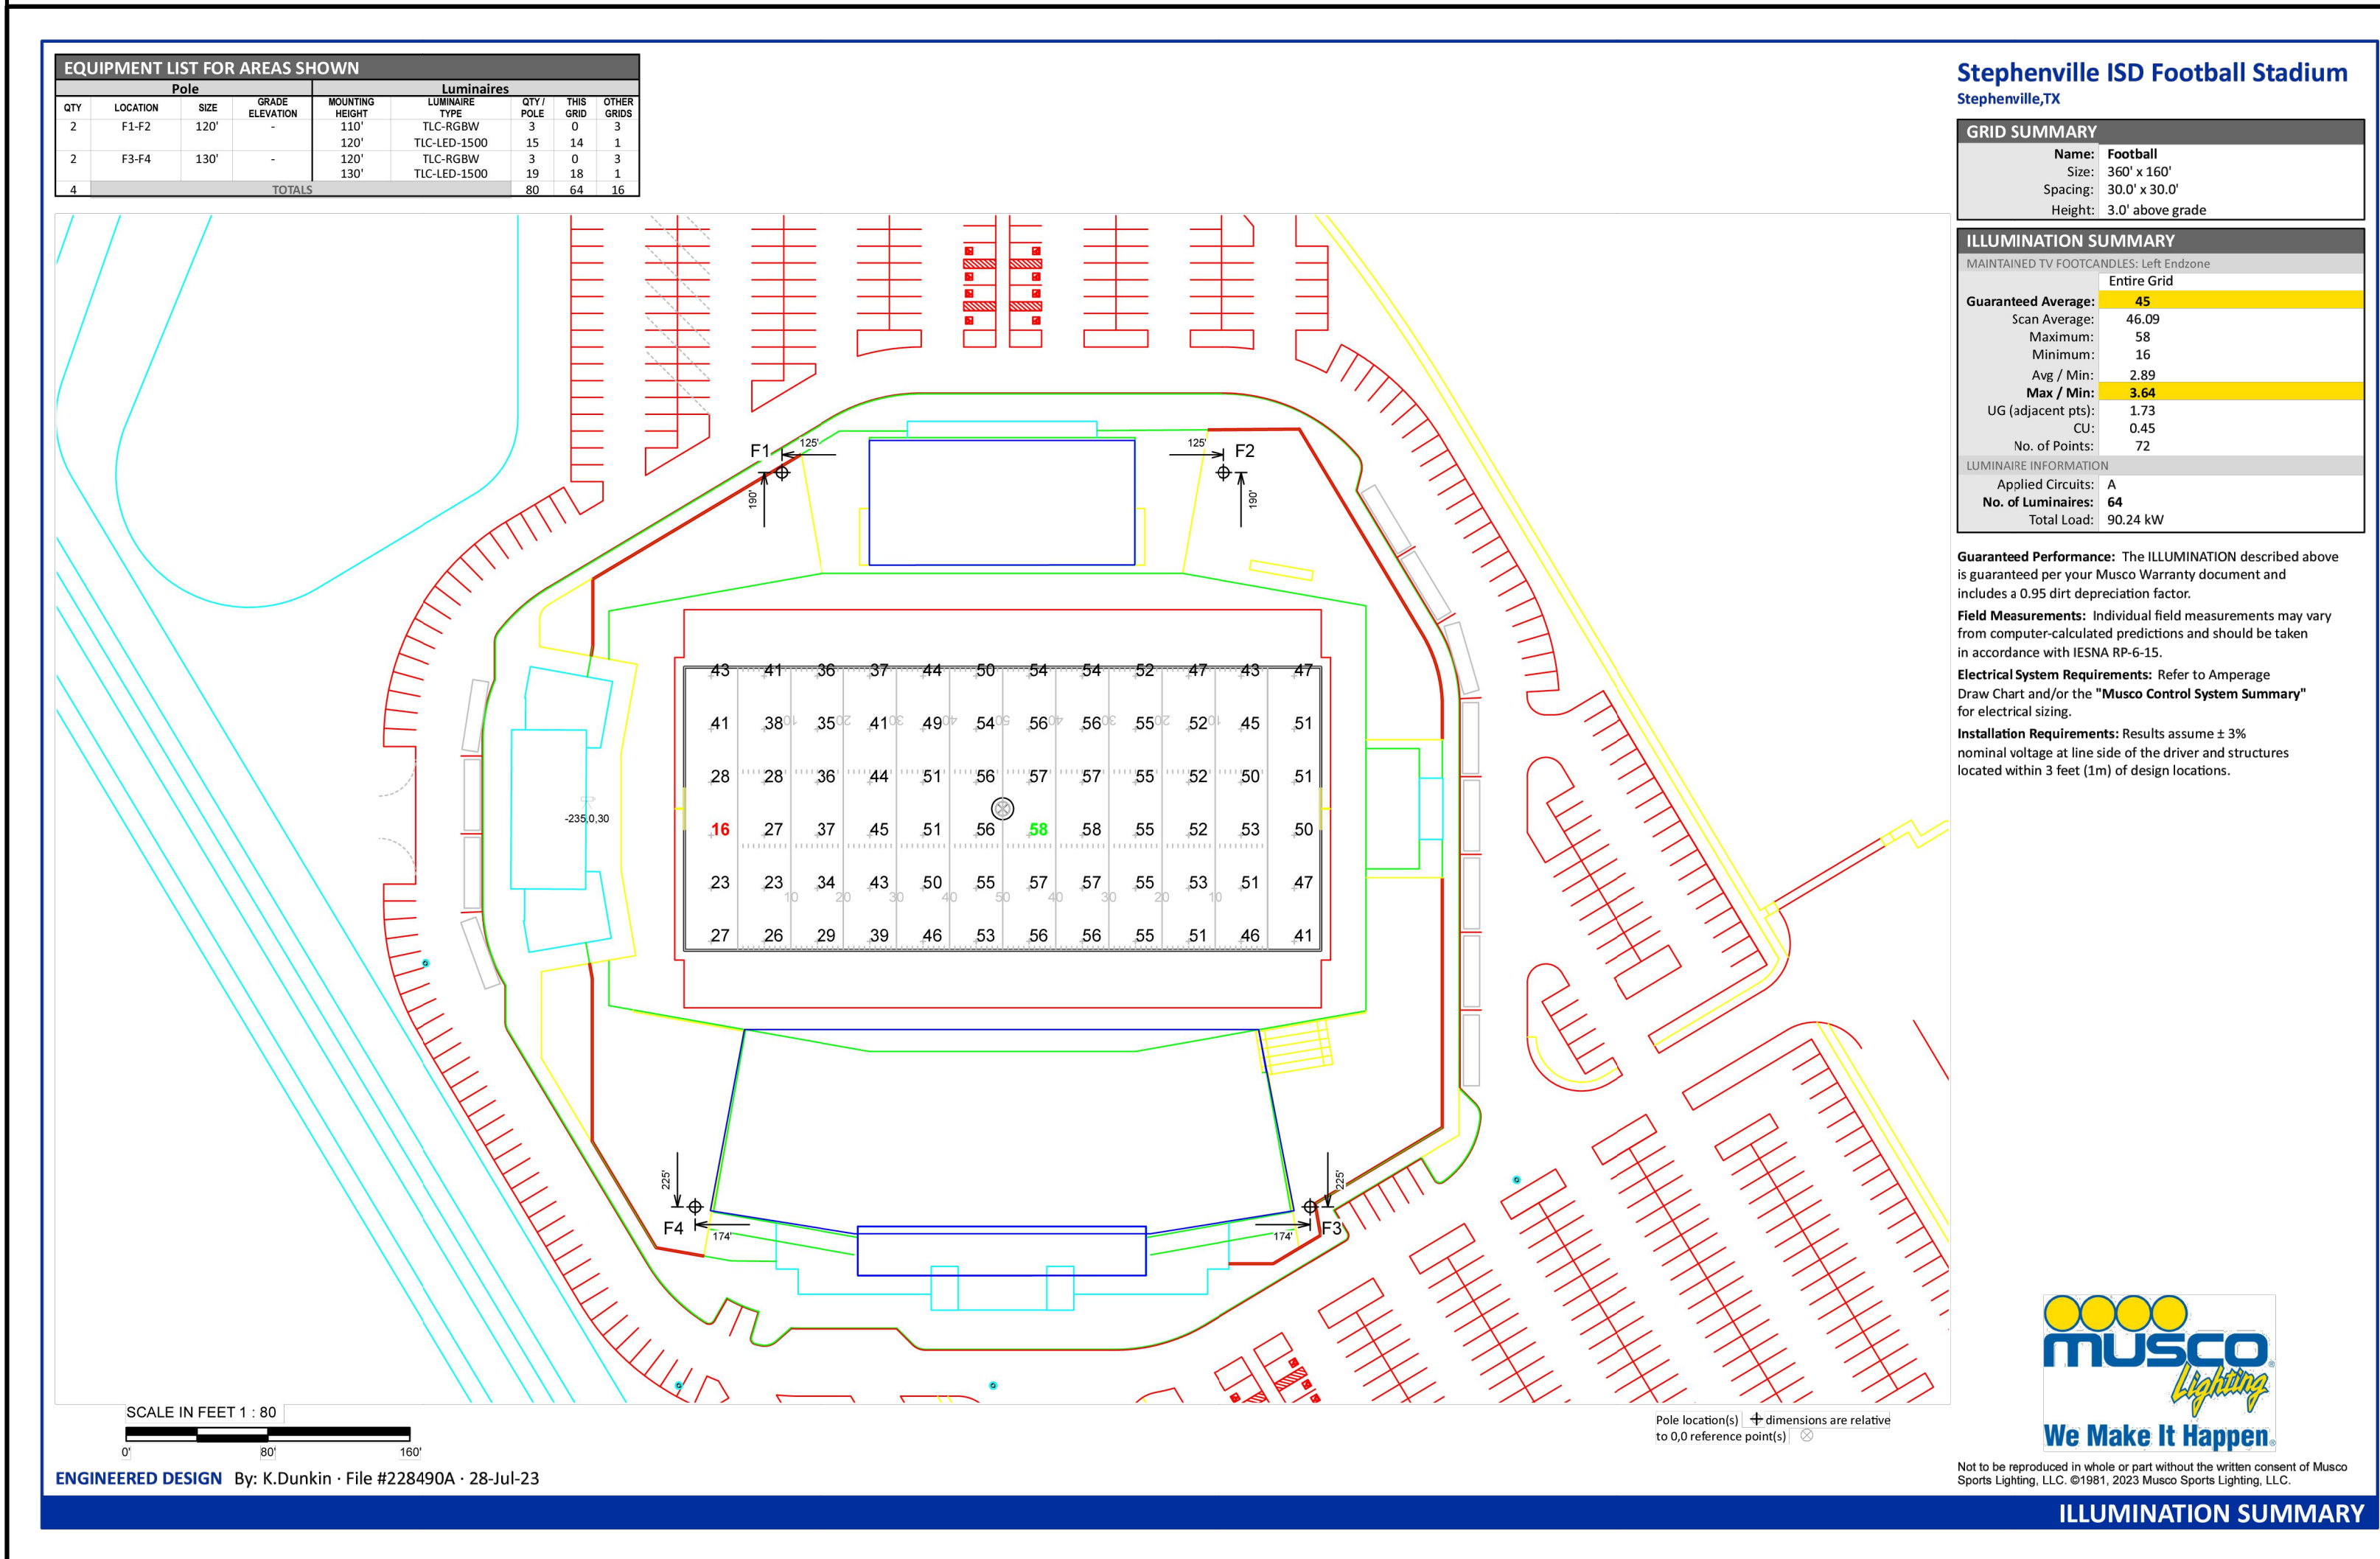 EQUIPMENT LIST FOR AREAS SHOWN
Pole Luminaires
QTY LOCATION SIZE GRADE ELEVATION MOUNTING HEIGHT LUMINAIRE TYPE QTY / POLE THIS GRID OTHER GRIDS
2 F1-F2 120' - 110' TLC-RGBW 3 0 3
120' TLC-LED-1500 15 14 1
2 F3-F4 130' - 120' TLC-RGBW 3 0 3
130' TLC-LED-1500 19 18 1
4 TOTALS 80 64 16
Stephenville ISD Football Stadium
Stephenville,TX
GRID SUMMARY
Name: Football
Size: 360' x 160'
Spacing: 30.0' x 30.0'
Height: 3.0' above grade
ILLUMINATION SUMMARY
MAINTAINED TV FOOTCANDLES: Left Endzone
Entire Grid
Guaranteed Average: 45
Scan Average: 46.09
Maximum: 58
Minimum: 16
Avg / Min: 2.89
Max / Min: 3.64
UG (adjacent pts): 1.73
CU: 0.45
No. of Points: 72
LUMINAIRE INFORMATION
Applied Circuits: A
No. of Luminaires: 64
Total Load: 90.24 kW
Guaranteed Performance: The ILLUMINATION described above
is guaranteed per your Musco Warranty document and
includes a 0.95 dirt depreciation factor.
Field Measurements: Individual field measurements may vary
from computer-calculated predictions and should be taken
in accordance with IESNA RP-6-15.
Electrical System Requirements: Refer to Amperage
Draw Chart and/or the "Musco Control System Summary"
for electrical sizing.
Installation Requirements: Results assume ± 3%
nominal voltage at line side of the driver and structures
located within 3 feet (1m) of design locations.
F1 125' 125' F2
190' 190'
43 41 36 37 44 50 54 54 52 47 43 47
41 38 35 41 49 54 56 56 55 52 45 51
10 20 30 40 50 40 30 20 10
28 28 36 44 51 56 57 57 55 52 50 51
-235,0,30
16 27 37 45 51 56 58 58 55 52 53 50
23 23 34 43 50 55 57 57 55 53 51 47
10 20 30 40 50 40 30 20 10
27 26 29 39 46 53 56 56 55 51 46 41
225' 225'
F4 174' 174' F3
SCALE IN FEET 1 : 80
0' 80' 160'
Pole location(s) dimensions are relative
to 0,0 reference point(s)
ENGINEERED DESIGN By: K.Dunkin · File #228490A · 28-Jul-23
musco®
Lighting
We Make It Happen®
Not to be reproduced in whole or part without the written consent of Musco
Sports Lighting, LLC. ©1981, 2023 Musco Sports Lighting, LLC.
ILLUMINATION SUMMARY